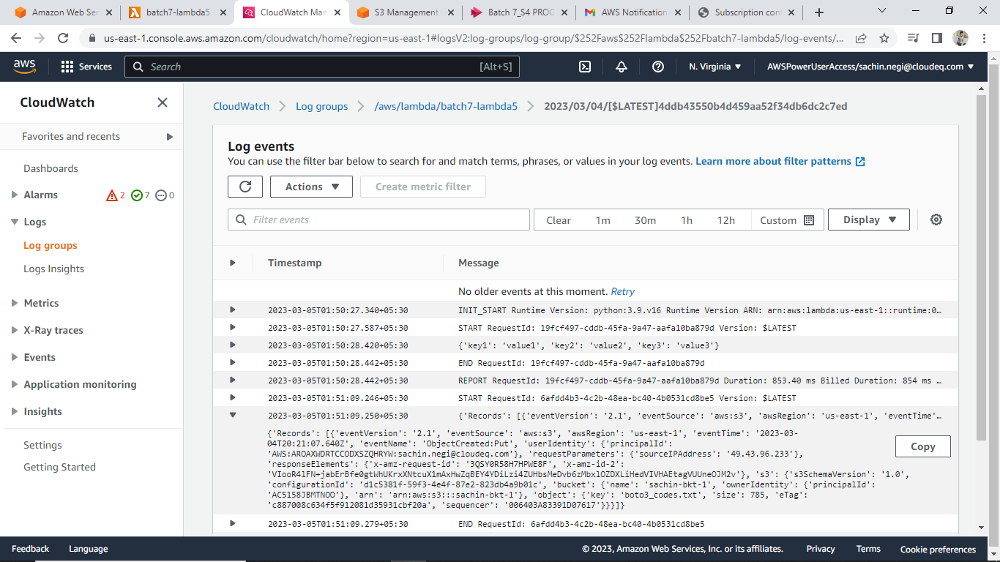 Amazon Web Ser
batch7-lambda5
CloudWatch Man
S3 Management
Batch 7_S4 PROG
AWS Notification
Subscription con
us-east-1.console.aws.amazon.com/cloudwatch/home?region=us-east-1#logsV2:log-groups/log-group/$252Faws$252Flambda$252Fbatch7-lambda5/log-events/...
aws
Services
Search
[Alt+S]
N. Virginia
AWSPowerUserAccess/sachin.negi@cloudeq.com
CloudWatch
Favorites and recents
Dashboards
Alarms
2
7
0
Logs
Log groups
Logs Insights
Metrics
X-Ray traces
Events
Application monitoring
Insights
Settings
Getting Started
CloudWatch
Log groups
/aws/lambda/batch7-lambda5
2023/03/04/[$LATEST]4ddb43550b4d459aa52f34db6dc2c7ed
Log events
You can use the filter bar below to search for and match terms, phrases, or values in your log events. Learn more about filter patterns
Actions
Create metric filter
Filter events
Clear
1m
30m
1h
12h
Custom
Display
Timestamp
Message
No older events at this moment. Retry
2023-03-05T01:50:27.340+05:30
INIT_START Runtime Version: python:3.9.v16 Runtime Version ARN: arn:aws:lambda:us-east-1::runtime:0...
2023-03-05T01:50:27.587+05:30
START RequestId: 19fcf497-cddb-45fa-9a47-aafa10ba879d Version: $LATEST
2023-03-05T01:50:28.420+05:30
{'key1': 'value1', 'key2': 'value2', 'key3': 'value3'}
2023-03-05T01:50:28.442+05:30
END RequestId: 19fcf497-cddb-45fa-9a47-aafa10ba879d
2023-03-05T01:50:28.442+05:30
REPORT RequestId: 19fcf497-cddb-45fa-9a47-aafa10ba879d Duration: 853.40 ms Billed Duration: 854 ms ...
2023-03-05T01:51:09.246+05:30
START RequestId: 6afdd4b3-4c2b-48ea-bc40-4b0531cd8be5 Version: $LATEST
2023-03-05T01:51:09.250+05:30
{'Records': [{'eventVersion': '2.1', 'eventSource': 'aws:s3', 'awsRegion': 'us-east-1', 'eventTime'...
{'Records': [{'eventVersion': '2.1', 'eventSource': 'aws:s3', 'awsRegion': 'us-east-1', 'eventTime': '2023-03-
04T20:21:07.640Z', 'eventName': 'ObjectCreated:Put', 'userIdentity': {'principalId':
'AWS:AROAXWDRTCCODXSZQHRYW:sachin.negi@cloudeq.com'}, 'requestParameters': {'sourceIPAddress': '49.43.96.233'},
'responseElements': {'x-amz-request-id': '3QSY0R58H7HPWE8F', 'x-amz-id-2':
'VIooR4lFN+jabErBfe0gtWhUKrxXNtcuX1mAxHwZqBEY4YDiLzi4ZUHbsMeDvb6zMbxlOZDXLiHedVIVHAEtagVUUneOJM2v'}, 's3': {'s3SchemaVersion': '1.0',
'configurationId': 'd1c5381f-59f3-4e4f-87e2-823db4a9b01c', 'bucket': {'name': 'sachin-bkt-1', 'ownerIdentity': {'principalId':
'AC5158JBMTNOO'}, 'arn': 'arn:aws:s3:::sachin-bkt-1'}, 'object': {'key': 'boto3_codes.txt', 'size': 785, 'eTag':
'c887008c634f5f912081d35931cbf20a', 'sequencer': '006403A83391D07617'}}}]}
Copy
2023-03-05T01:51:09.279+05:30
END RequestId: 6afdd4b3-4c2b-48ea-bc40-4b0531cd8be5
Feedback
Language
© 2023, Amazon Web Services, Inc. or its affiliates.
Privacy
Terms
Cookie preferences